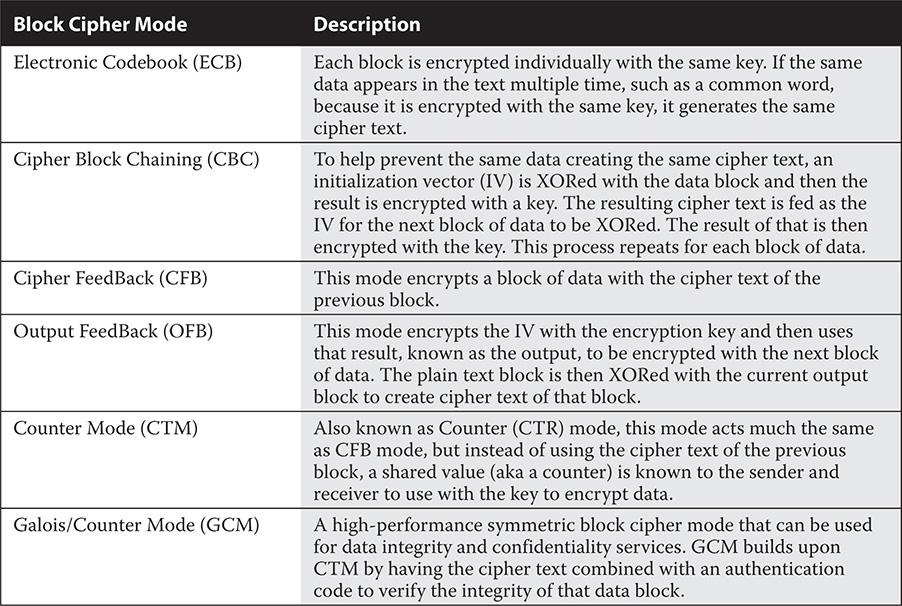 Block Cipher Mode Description
Electronic Codebook (ECB) Each block is encrypted individually with the same key. If the same
data appears in the text multiple time, such as a common word,
because it is encrypted with the same key, it generates the same
cipher text.
Cipher Block Chaining (CBC) To help prevent the same data creating the same cipher text, an
initialization vector (IV) is XORed with the data block and then the
result is encrypted with a key. The resulting cipher text is fed as the
IV for the next block of data to be XORed. The result of that is then
encrypted with the key. This process repeats for each block of data.
Cipher FeedBack (CFB) This mode encrypts a block of data with the cipher text of the
previous block.
Output FeedBack (OFB) This mode encrypts the IV with the encryption key and then uses
that result, known as the output, to be encrypted with the next block
of data. The plain text block is then XORed with the current output
block to create cipher text of that block.
Counter Mode (CTM) Also known as Counter (CTR) mode, this mode acts much the same
as CFB mode, but instead of using the cipher text of the previous
block, a shared value (aka a counter) is known to the sender and
receiver to use with the key to encrypt data.
Galois/Counter Mode (GCM) A high-performance symmetric block cipher mode that can be used
for data integrity and confidentiality services. GCM builds upon
CTM by having the cipher text combined with an authentication
code to verify the integrity of that data block.